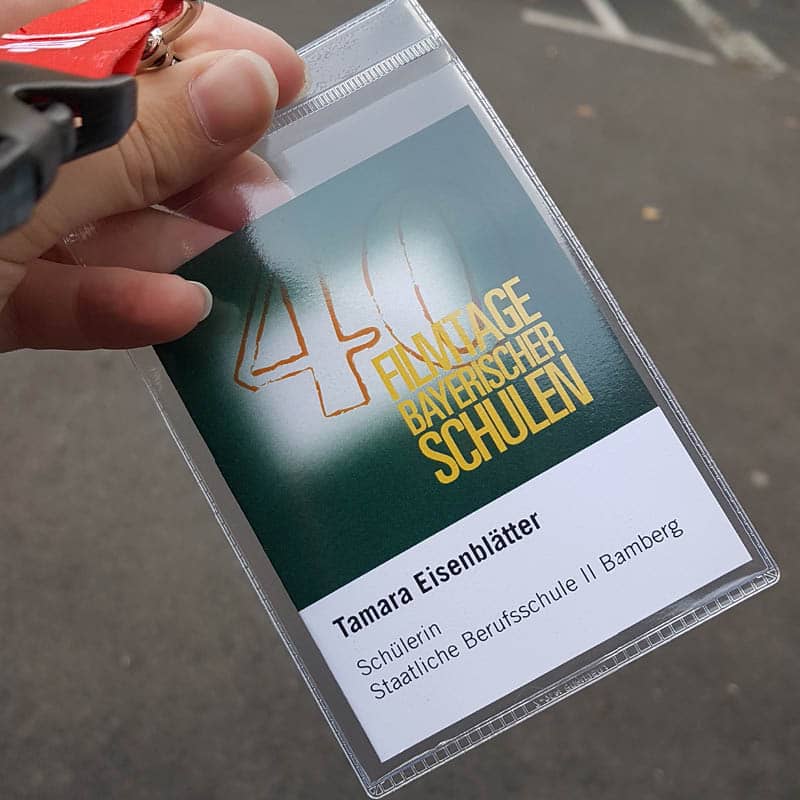 40
FILMTAGE
BAYERISCHER
SCHULEN
Tamara Eisenblätter
Schülerin
Staatliche Berufsschule II Bamberg